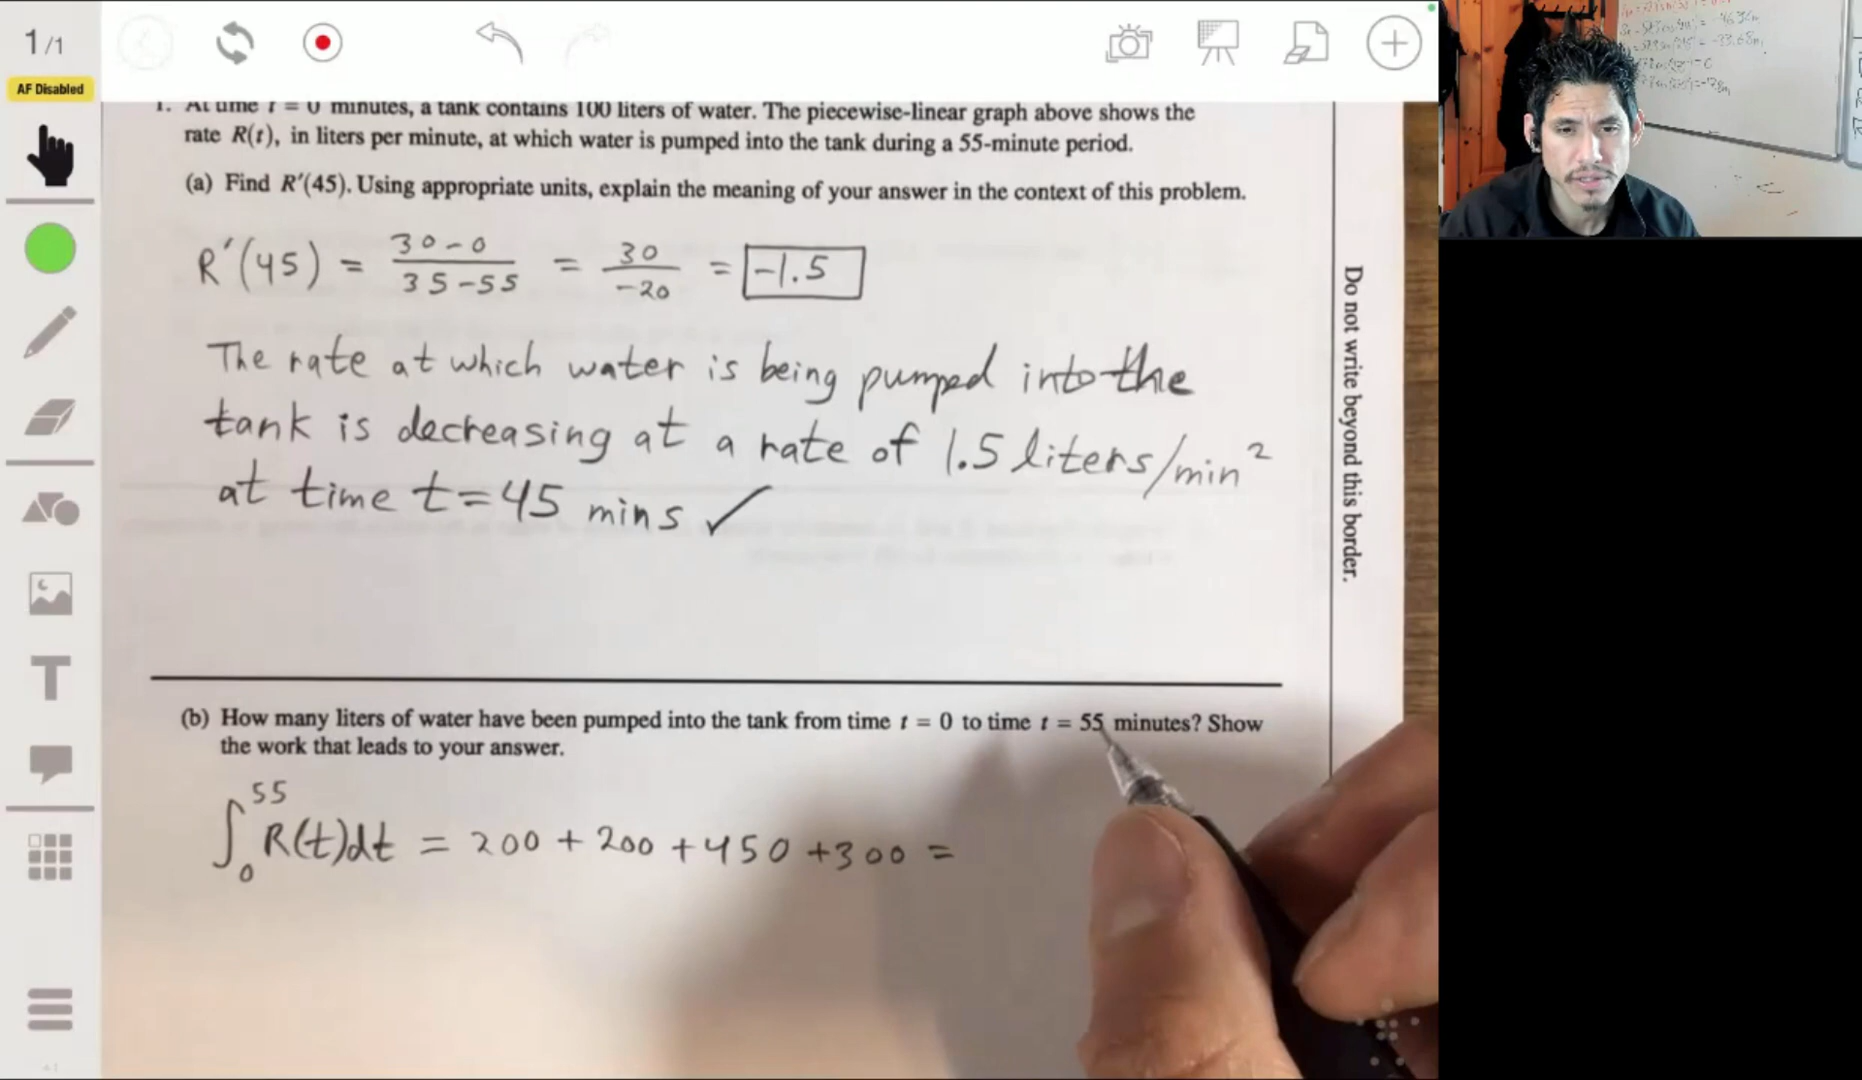 1/1
AF Disabled
1. At time t = 0 minutes, a tank contains 100 liters of water. The piecewise-linear graph above shows the
rate R(t), in liters per minute, at which water is pumped into the tank during a 55-minute period.
(a) Find R′(45). Using appropriate units, explain the meaning of your answer in the context of this problem.
R′(45) = 30-0 / 35-55 = 30 / -20 = -1.5
The rate at which water is being pumped into the
tank is decreasing at a rate of 1.5 liters/min²
at time t=45 mins ✓
(b) How many liters of water have been pumped into the tank from time t = 0 to time t = 55 minutes? Show
the work that leads to your answer.
∫₀⁵⁵ R(t)dt = 200 + 200 + 450 + 300 =
Do not write beyond this border.
T